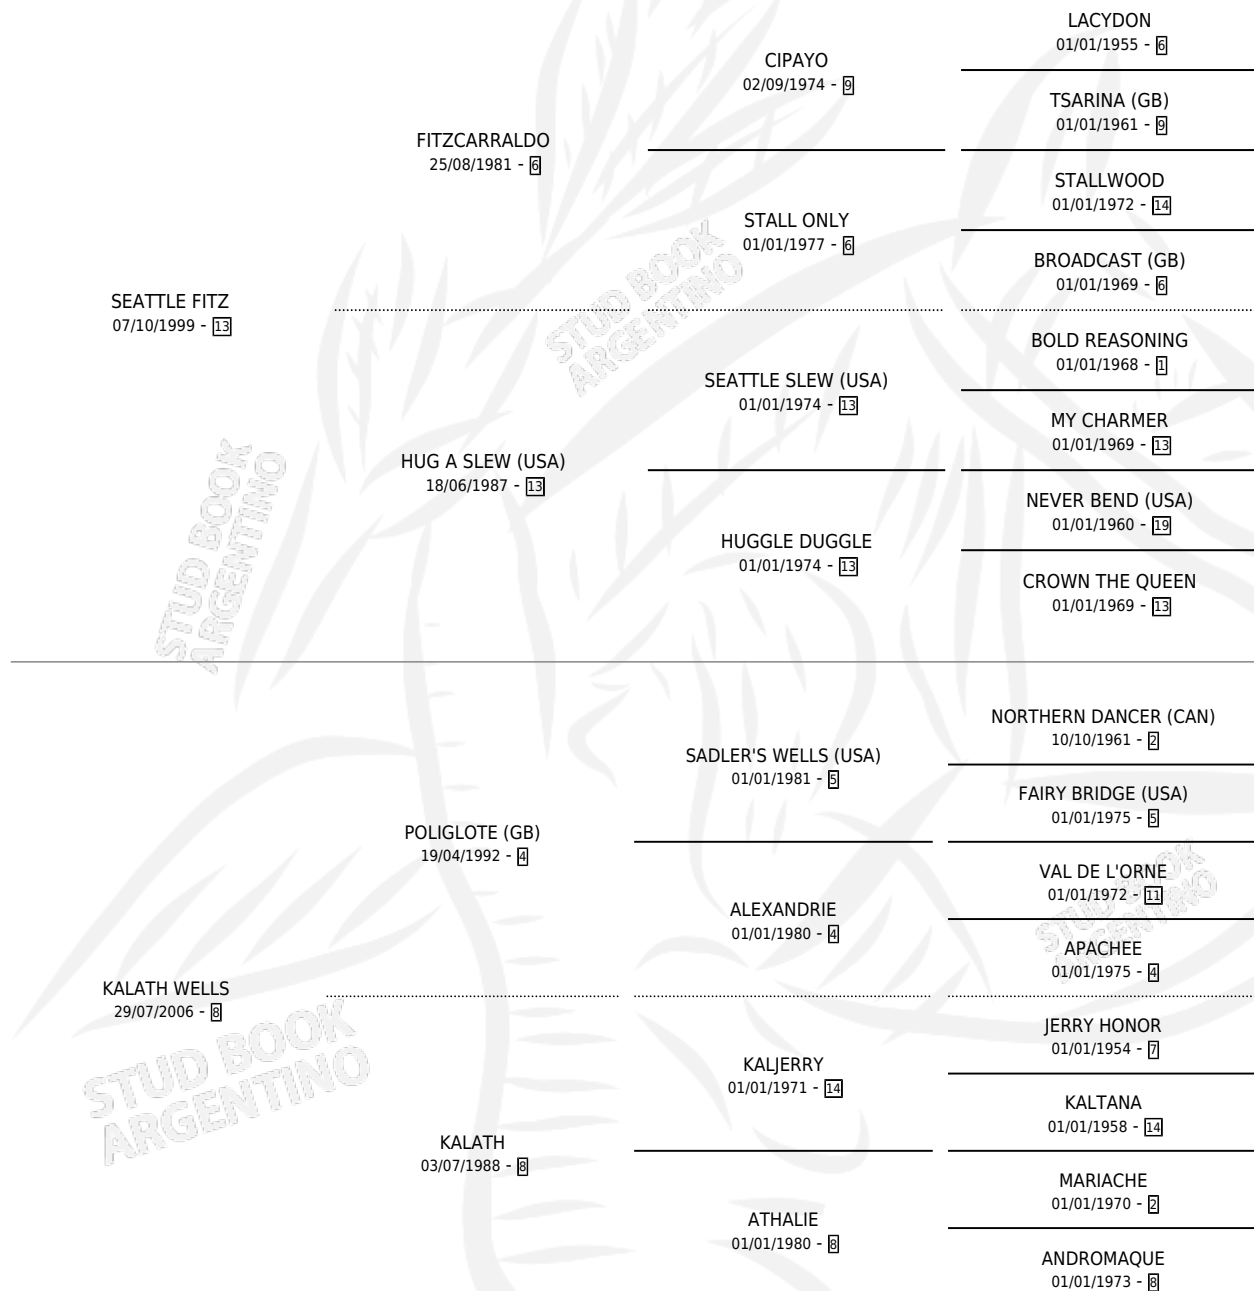 LACYDON
01/01/1955 - 6
CIPAYO
02/09/1974 - 9
TSARINA (GB)
01/01/1961 - 9
FITZCARRALDO
25/08/1981 - 6
STALLWOOD
01/01/1972 - 14
STALL ONLY
01/01/1977 - 6
BROADCAST (GB)
01/01/1969 - 6
SEATTLE FITZ
07/10/1999 - 13
BOLD REASONING
01/01/1968 - 1
SEATTLE SLEW (USA)
01/01/1974 - 13
MY CHARMER
01/01/1969 - 13
HUG A SLEW (USA)
18/06/1987 - 13
NEVER BEND (USA)
01/01/1960 - 19
HUGGLE DUGGLE
01/01/1974 - 13
CROWN THE QUEEN
01/01/1969 - 13
NORTHERN DANCER (CAN)
10/10/1961 - 2
SADLER'S WELLS (USA)
01/01/1981 - 5
FAIRY BRIDGE (USA)
01/01/1975 - 5
POLIGLOTE (GB)
19/04/1992 - 4
VAL DE L'ORNE
01/01/1972 - 11
ALEXANDRIE
01/01/1980 - 4
APACHEE
01/01/1975 - 4
KALATH WELLS
29/07/2006 - 8
JERRY HONOR
01/01/1954 - 7
KALJERRY
01/01/1971 - 14
KALTANA
01/01/1958 - 14
KALATH
03/07/1988 - 8
MARIACHE
01/01/1970 - 2
ATHALIE
01/01/1980 - 8
ANDROMAQUE
01/01/1973 - 8
STUD BOOK
ARGENTINO
STUD BOOK
ARGENTINO
STUD BOOK
ARGENTINO
STUD BOOK
ARGENTINO